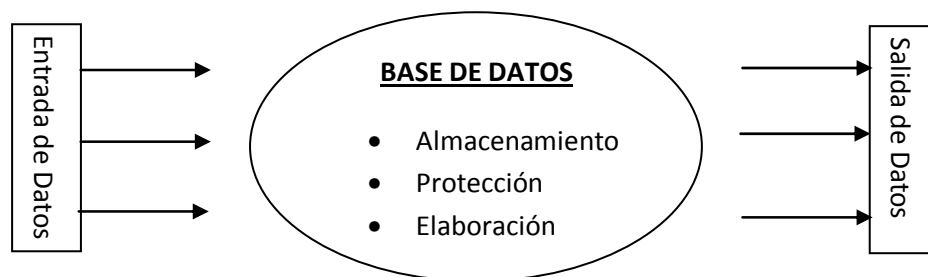 Entrada de Datos
BASE DE DATOS
• Almacenamiento
• Protección
• Elaboración
Salida de Datos